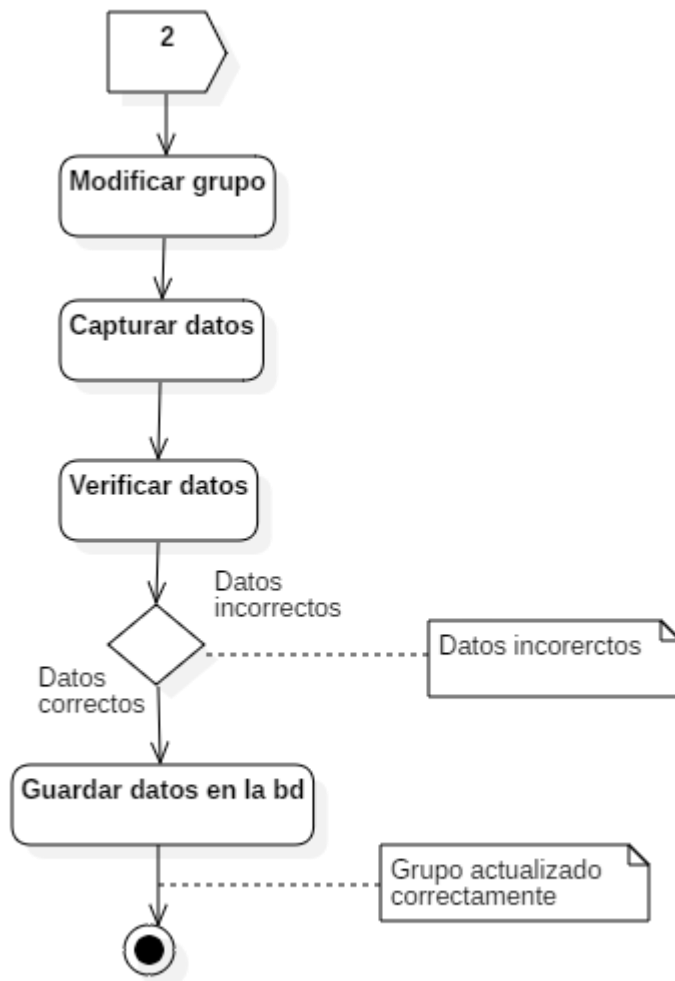 2
Modificar grupo
Capturar datos
Verificar datos
Datos
incorrectos
Datos incorerctos
Datos
correctos
Guardar datos en la bd
Grupo actualizado
correctamente